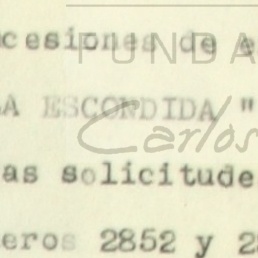 cesiones de e
FUNDA
A ESCONDIDA "
Carlos
as solicitude
eros 2852 y 2